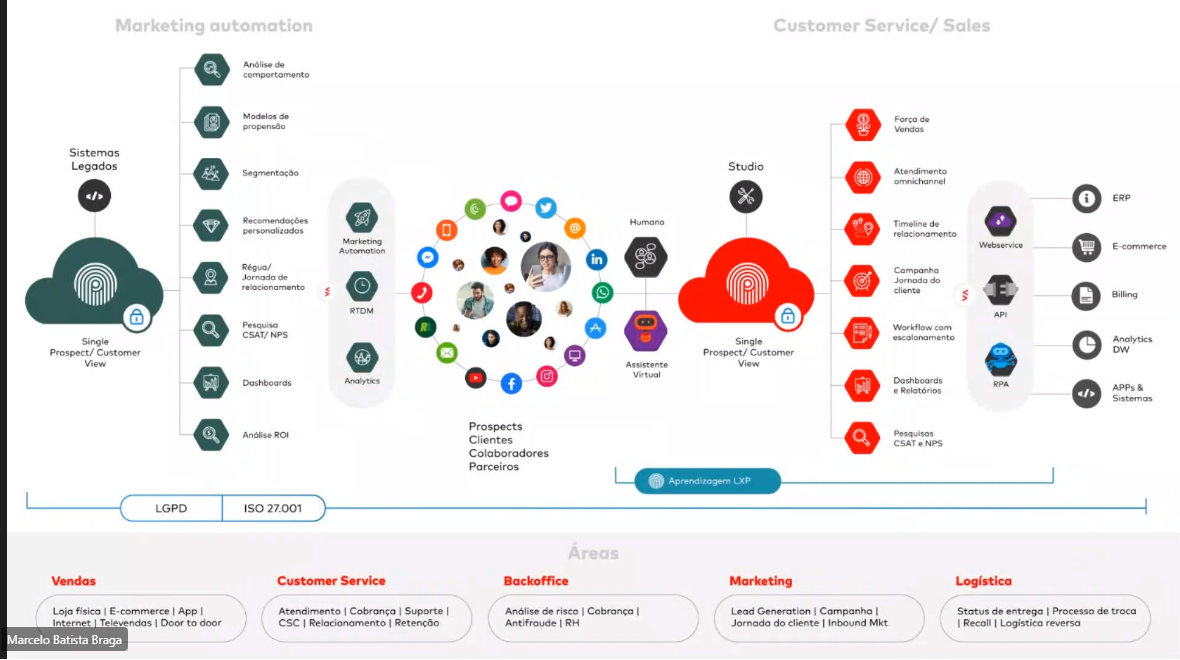 Marketing automation
Customer Service/ Sales
Sistemas
Legados
Single
Prospect/ Customer
View
Análise de
comportamento
Modelos de
propensão
Segmentação
Recomendações
personalizadas
Régua/
Jornada de
relacionamento
Pesquisa
CSAT/ NPS
Dashboards
Análise ROI
Marketing
Automation
RTDM
Analytics
Prospects
Clientes
Colaboradores
Parceiros
Humano
Assistente
Virtual
Studio
Single
Prospect/ Customer
View
Força de
Vendas
Atendimento
omnichannel
Timeline de
relacionamento
Campanha
Jornada do
cliente
Workflow com
escalonamento
Dashboards
e Relatórios
Pesquisas
CSAT e NPS
Webservice
API
RPA
ERP
E-commerce
Billing
Analytics
DW
APPs &
Sistemas
Aprendizagem LXP
LGPD
ISO 27.001
Áreas
Vendas
Loja física | E-commerce | App |
Internet | Televendas | Door to door
Customer Service
Atendimento | Cobrança | Suporte |
CSC | Relacionamento | Retenção
Backoffice
Análise de risco | Cobrança |
Antifraude | RH
Marketing
Lead Generation | Campanha |
Jornada do cliente | Inbound Mkt
Logística
Status de entrega | Processo de troca
| Recall | Logística reversa
Marcelo Batista Braga